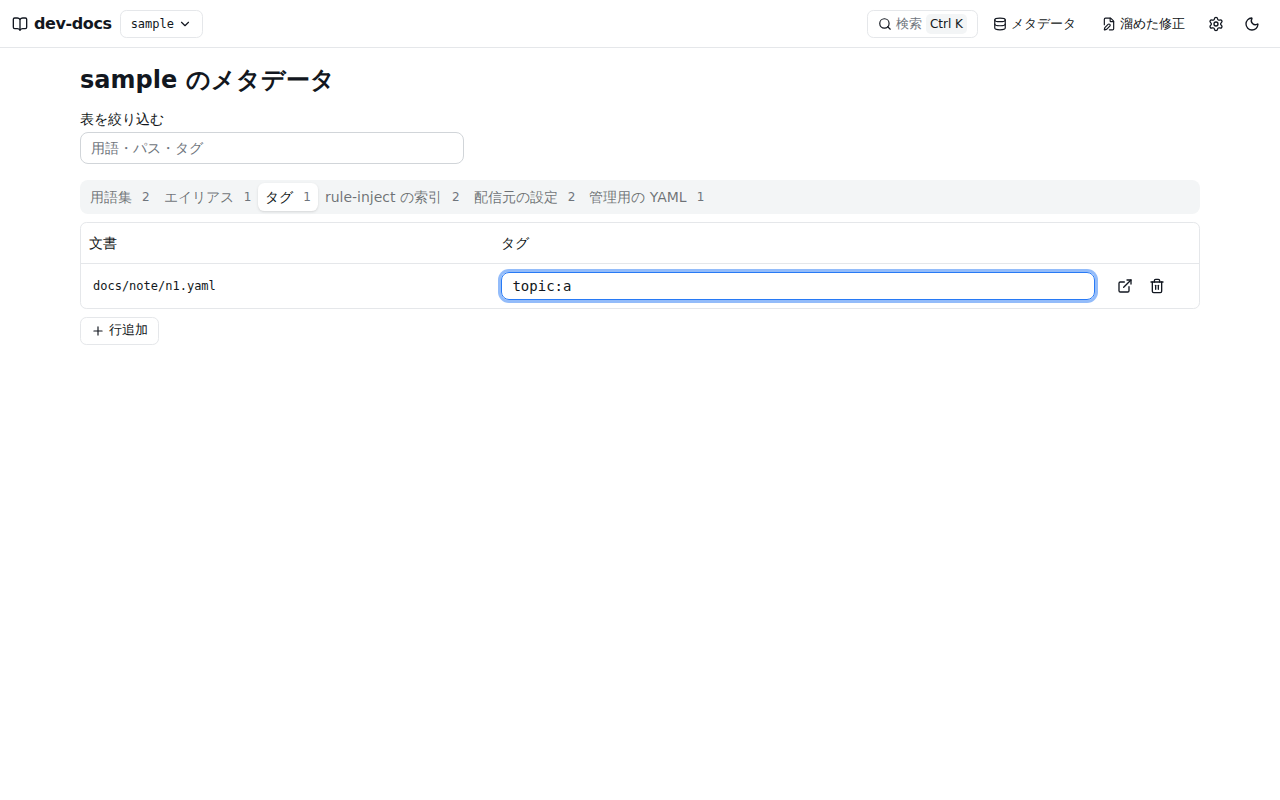 dev-docs sample 検索 Ctrl K メタデータ 溜めた修正
sample のメタデータ
表を絞り込む
用語・パス・タグ
用語集 2 エイリアス 1 タグ 1 rule-inject の索引 2 配信元の設定 2 管理用の YAML 1
文書 タグ
docs/note/n1.yaml topic:a
行追加